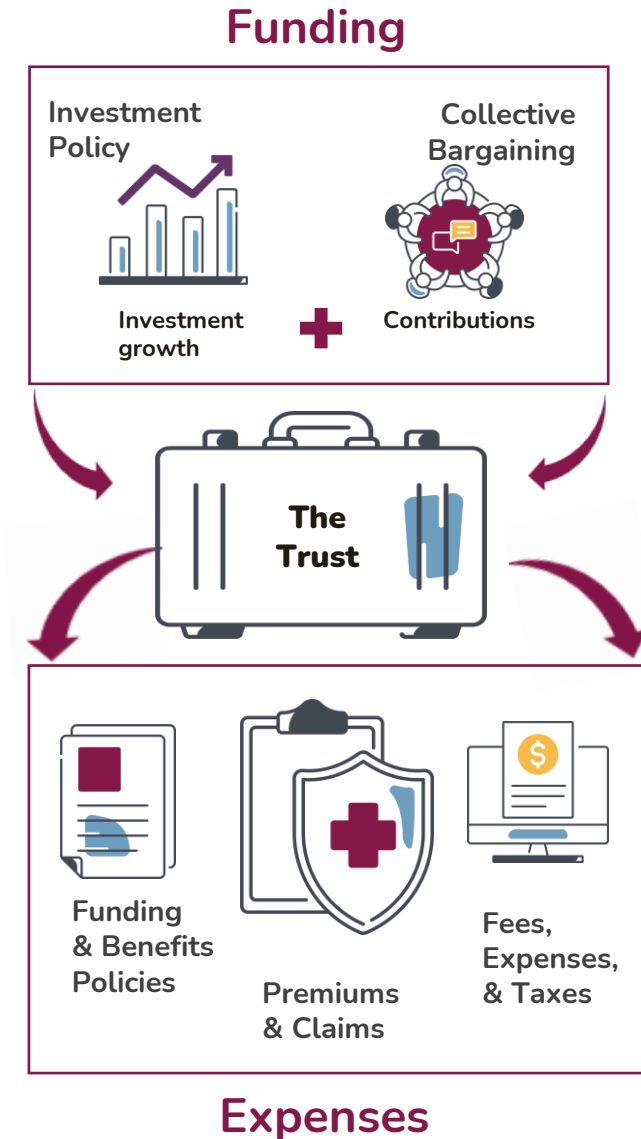 Funding
Investment
Policy
Collective
Bargaining
Investment
growth
Contributions
The
Trust
$
Funding
& Benefits
Policies
Premiums
& Claims
Fees,
Expenses,
& Taxes
Expenses